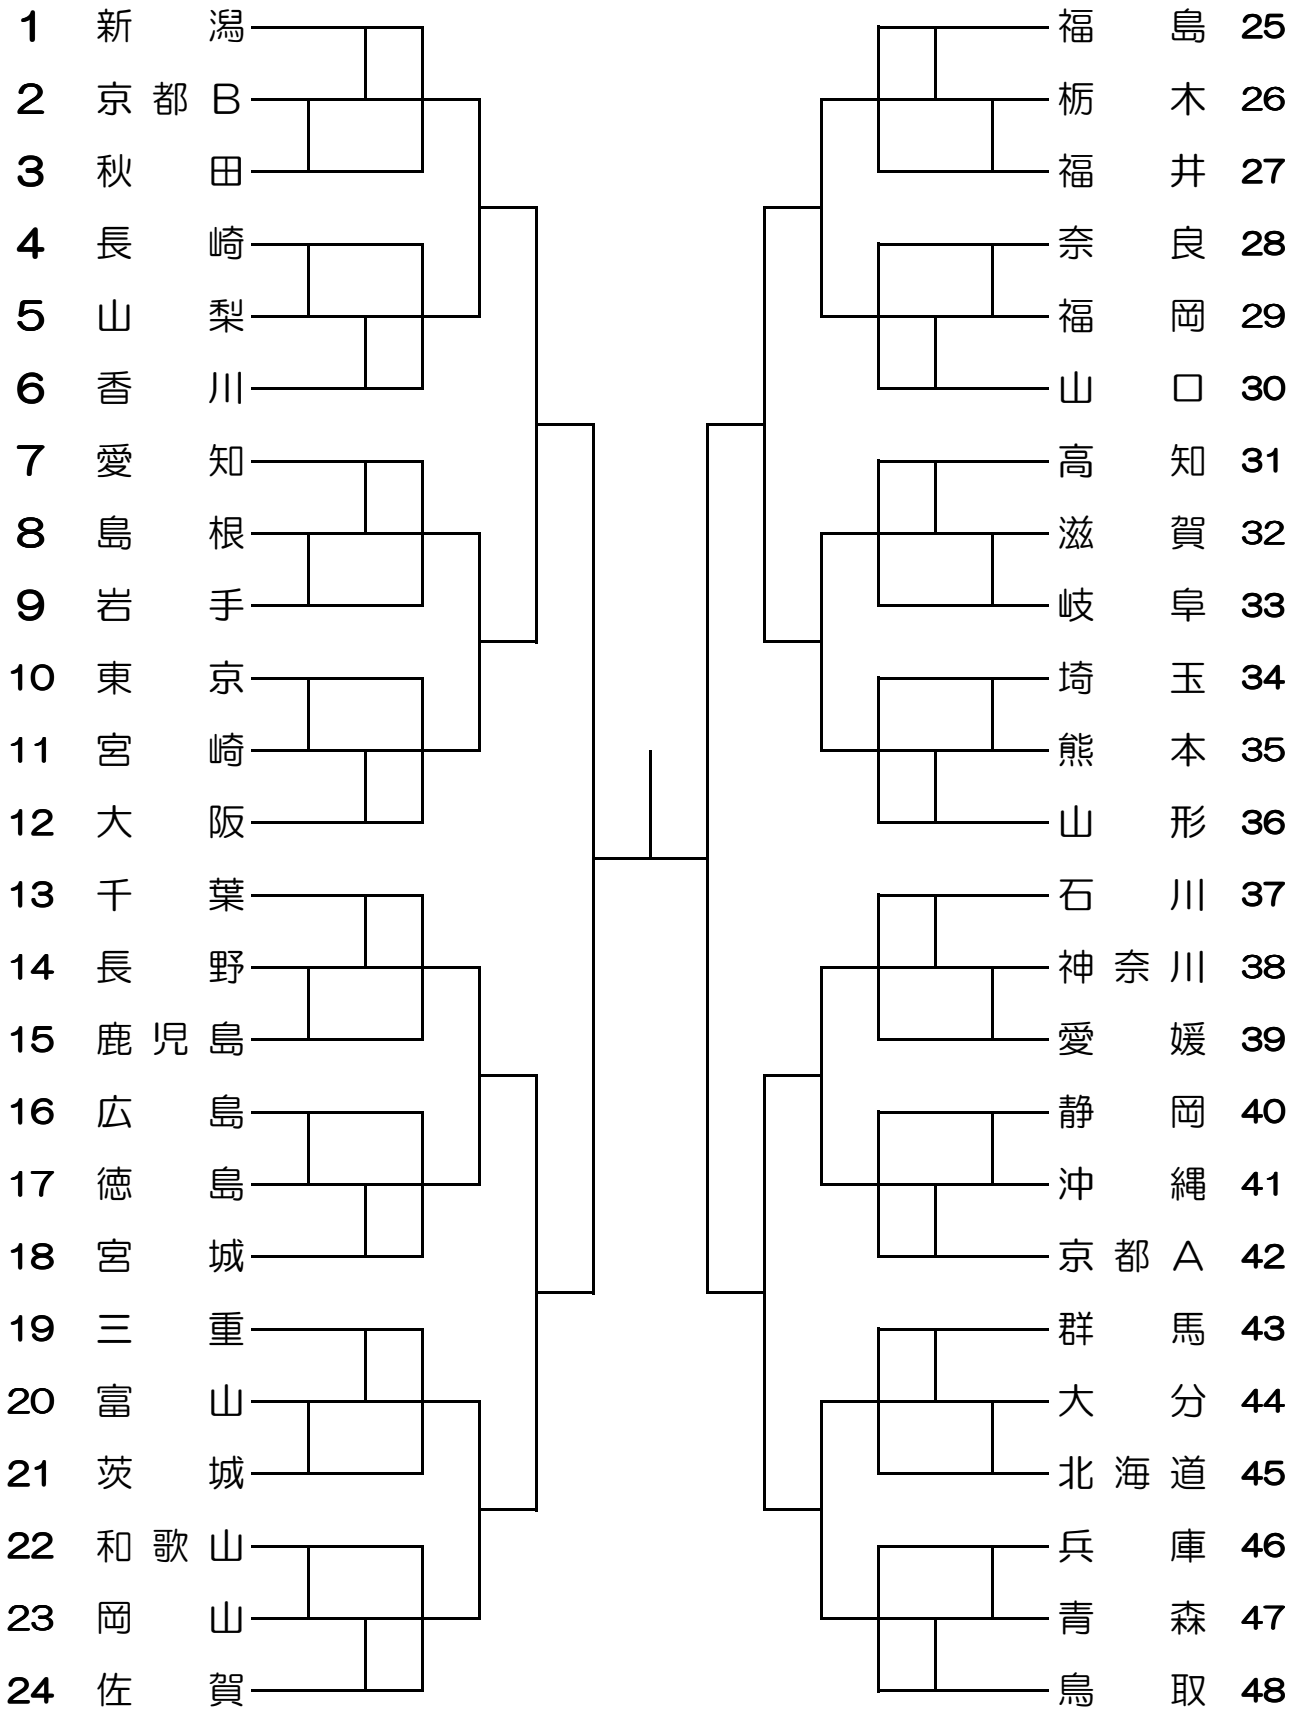 1 新潟
2 京都B
3 秋田
4 長崎
5 山梨
6 香川
7 愛知
8 島根
9 岩手
10 東京
11 宮崎
12 大阪
13 千葉
14 長野
15 鹿児島
16 広島
17 徳島
18 宮城
19 三重
20 富山
21 茨城
22 和歌山
23 岡山
24 佐賀
福島 25
栃木 26
福井 27
奈良 28
福岡 29
山口 30
高知 31
滋賀 32
岐阜 33
埼玉 34
熊本 35
山形 36
石川 37
神奈川 38
愛媛 39
静岡 40
沖縄 41
京都A 42
群馬 43
大分 44
北海道 45
兵庫 46
青森 47
鳥取 48